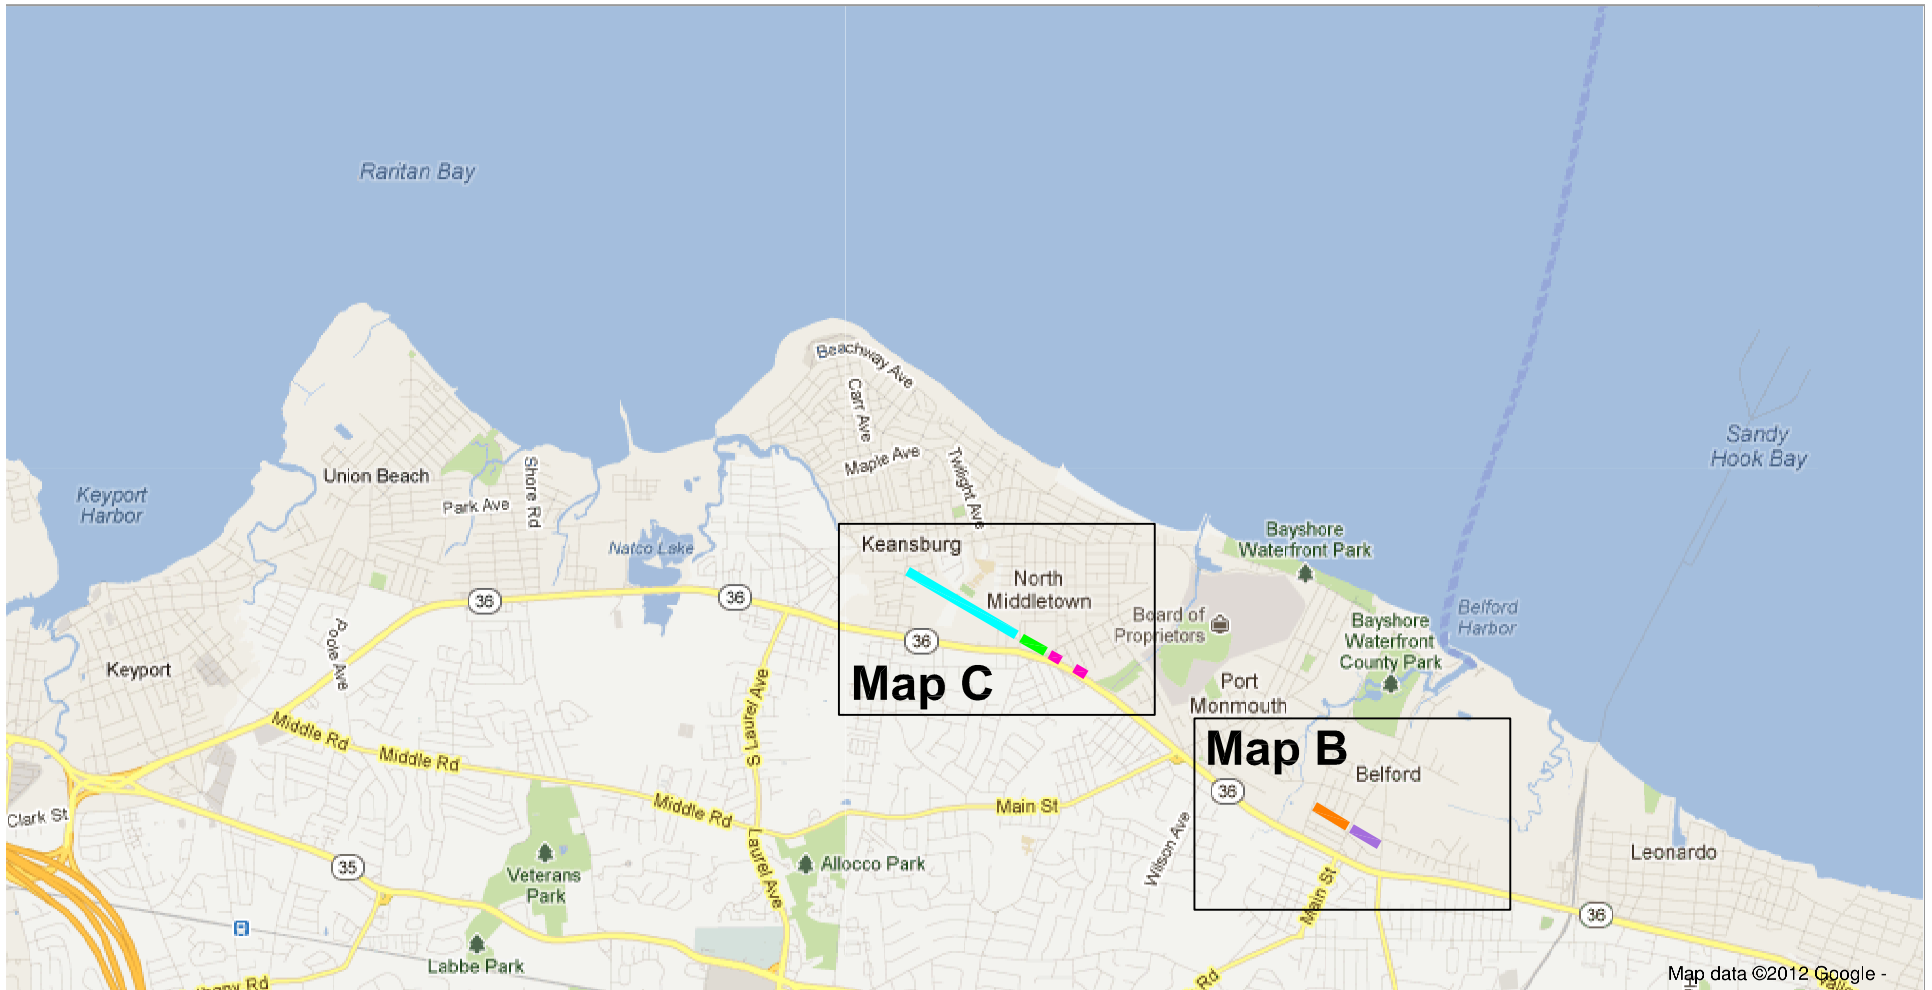 Raritan Bay
Beachway Ave
Carr Ave
Sandy
Hook Bay
Maple Ave
Twilight Ave
Union Beach
Shore Rd
Keyport
Harbor
Park Ave
Natco Lake
Keansburg
Bayshore
Waterfront Park
North
Middletown
36
36
Board of
Proprietors
Belford
Harbor
Bayshore
Waterfront
County Park
36
Poole Ave
Keyport
Map C
Port
Monmouth
S Laurel Ave
Middle Rd
Middle Rd
Map B
Belford
36
Middle Rd
Main St
Clark St
Wilson Ave
35
Laurel Ave
Allocco Park
Leonardo
Veterans
Park
Main St
36
Labbe Park
Rd
Map data ©2012 Google -